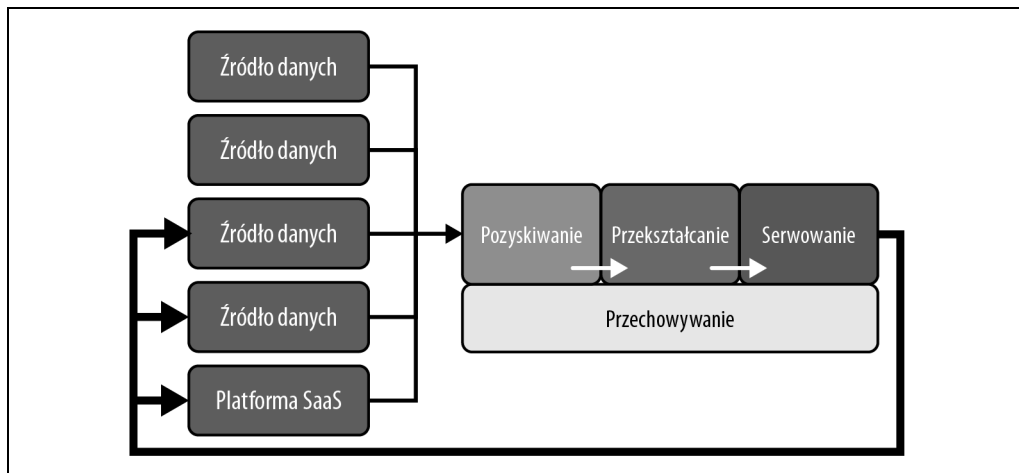 Źródło danych
Źródło danych
Źródło danych
Źródło danych
Platforma SaaS
Pozyskiwanie
Przekształcanie
Serwowanie
Przechowywanie